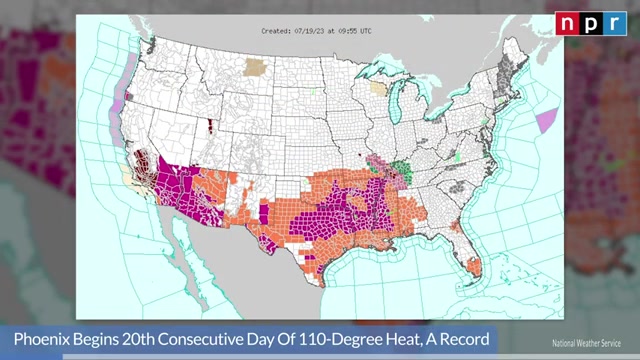 Created: 07/19/23 at 09:55 UTC
npr
Phoenix Begins 20th Consecutive Day Of 110-Degree Heat, A Record
National Weather Service